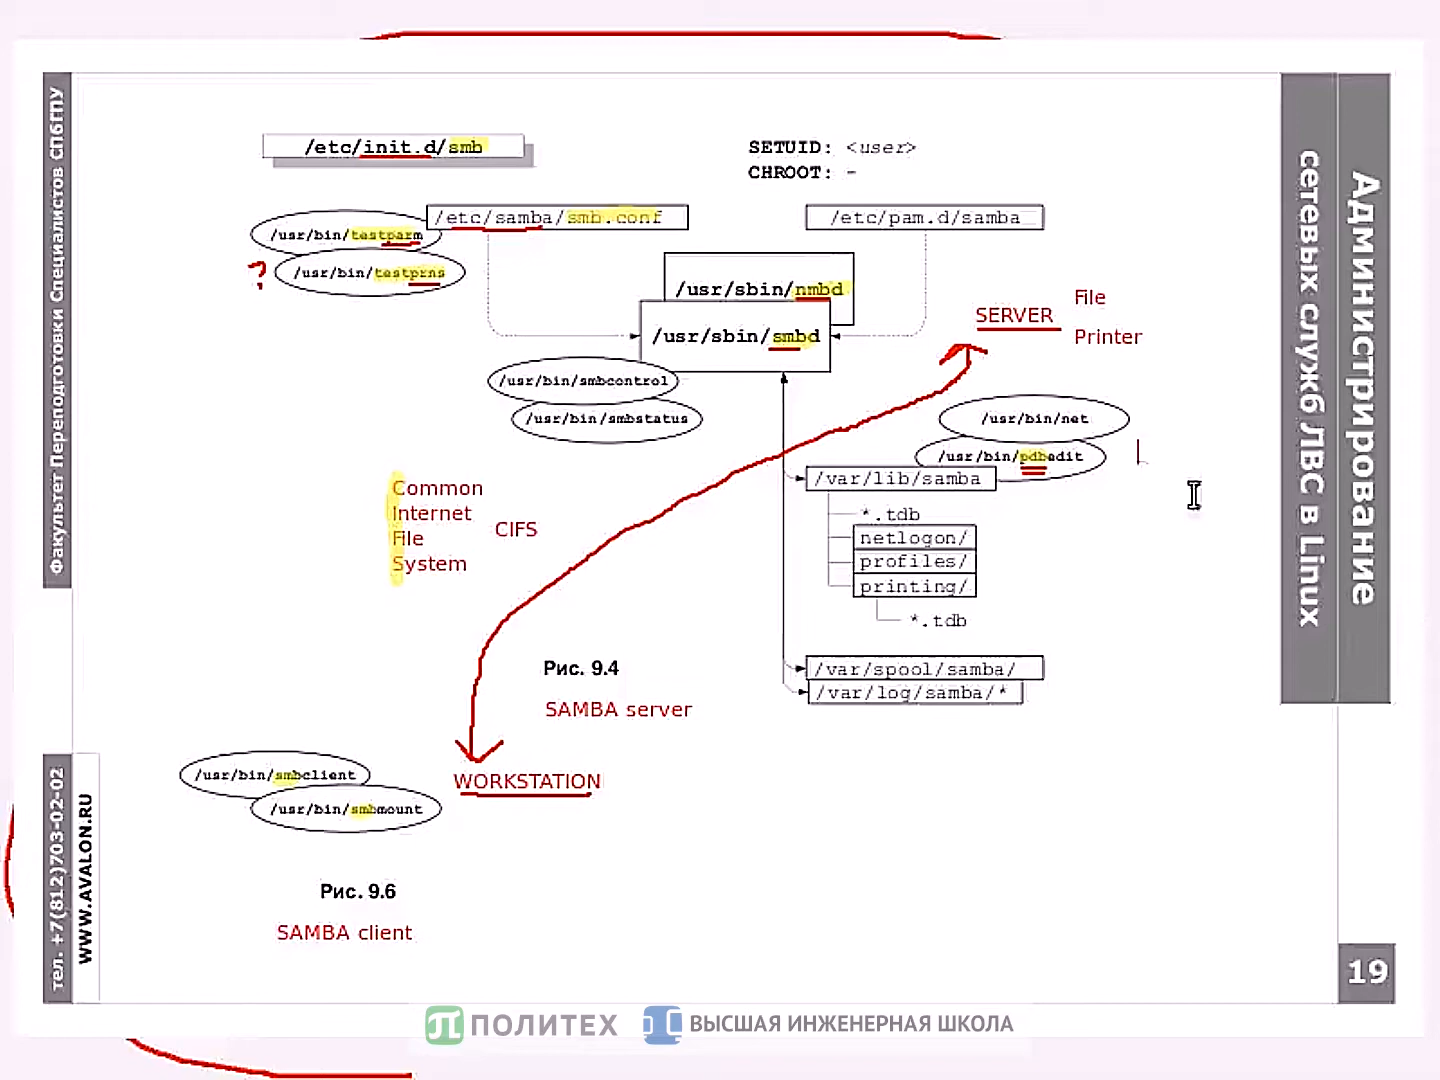 Факультет Переподготовки Специалистов СПбГПУ
тел. +7(812)703-02-02
WWW.AVALON.RU
/etc/init.d/smb
SETUID: <user>
CHROOT: -
/etc/samba/smb.conf
/etc/pam.d/samba
/usr/bin/testparm
?
/usr/bin/testprns
/usr/sbin/nmbd
/usr/sbin/smbd
SERVER
File
Printer
/usr/bin/smbcontrol
/usr/bin/smbstatus
/usr/bin/net
/usr/bin/pdbedit
/var/lib/samba
*.tdb
netlogon/
profiles/
printing/
*.tdb
Common
Internet
File
System
CIFS
/var/spool/samba/
/var/log/samba/*
Рис. 9.4
SAMBA server
/usr/bin/smbclient
/usr/bin/smbmount
WORKSTATION
Рис. 9.6
SAMBA client
Администрирование
сетевых служб ЛВС в Linux
19
ПОЛИТЕХ
ВЫСШАЯ ИНЖЕНЕРНАЯ ШКОЛА